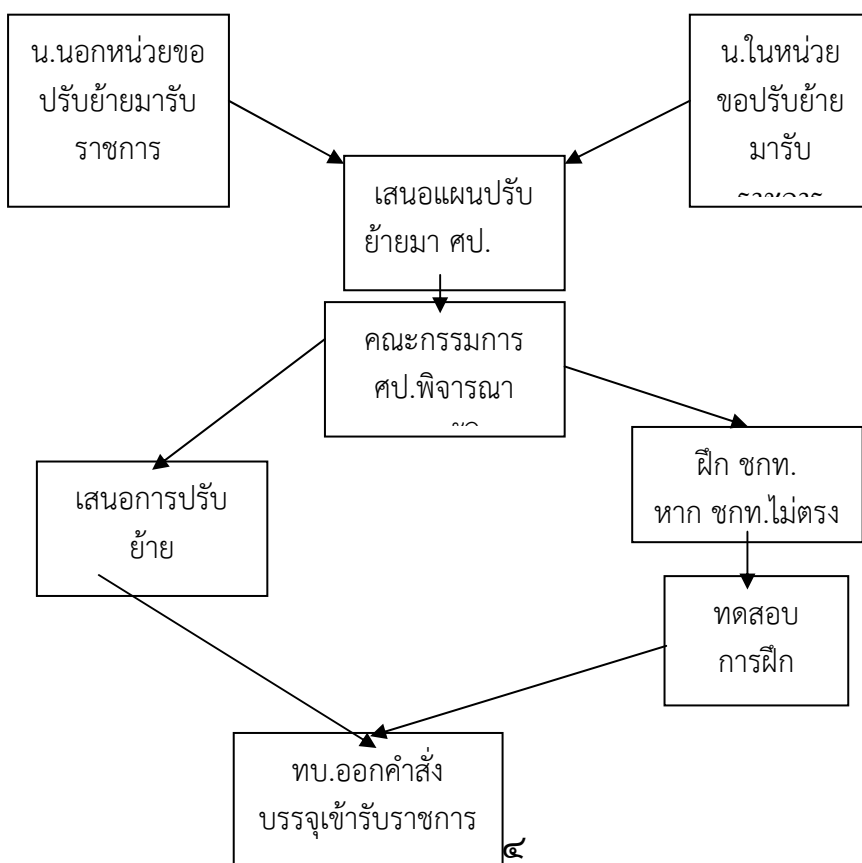 น.นอกหน่วยขอ
ปรับย้ายมารับ
ราชการ
น.ในหน่วย
ขอปรับย้าย
มารับ
เสนอแผนปรับ
ย้ายมา ศป.
คณะกรรมการ
ศป.พิจารณา
เสนอการปรับ
ย้าย
ฝึก ชกท.
หาก ชกท.ไม่ตรง
ทดสอบ
การฝึก
ทบ.ออกคำสั่ง
บรรจุเข้ารับราชการ
๔